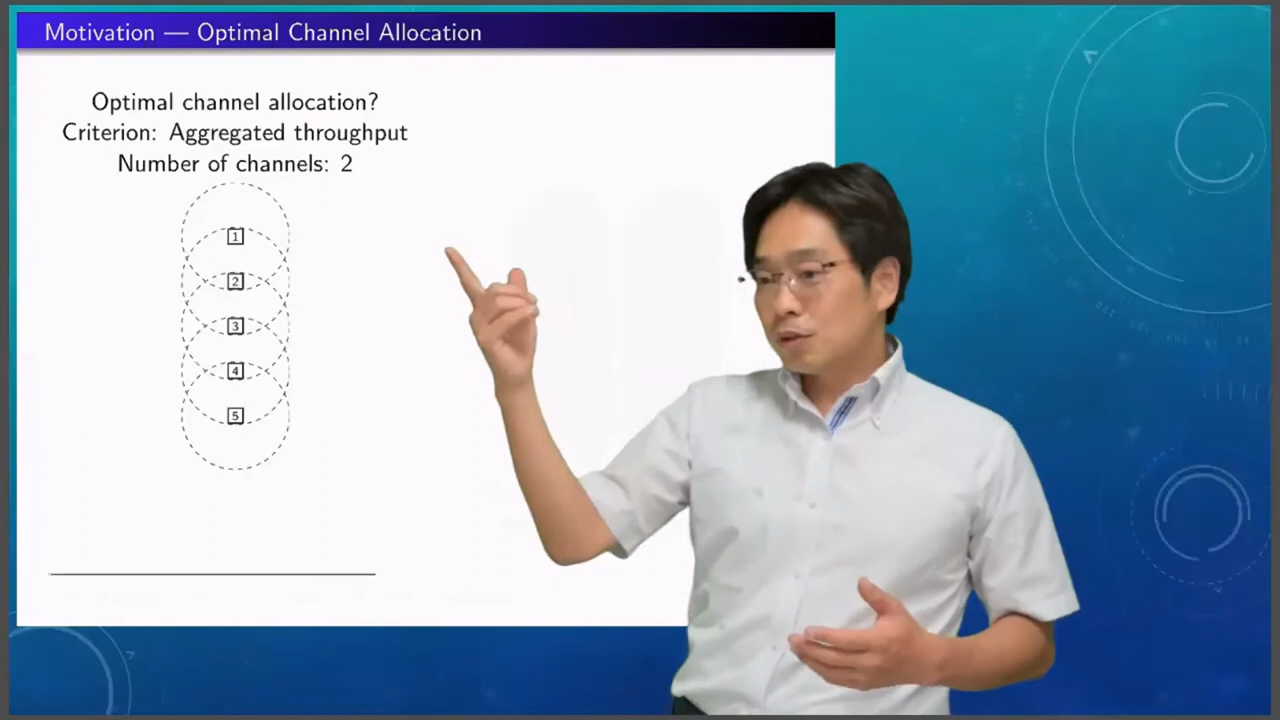 Motivation — Optimal Channel Allocation
Optimal channel allocation?
Criterion: Aggregated throughput
Number of channels: 2
1
2
3
4
5